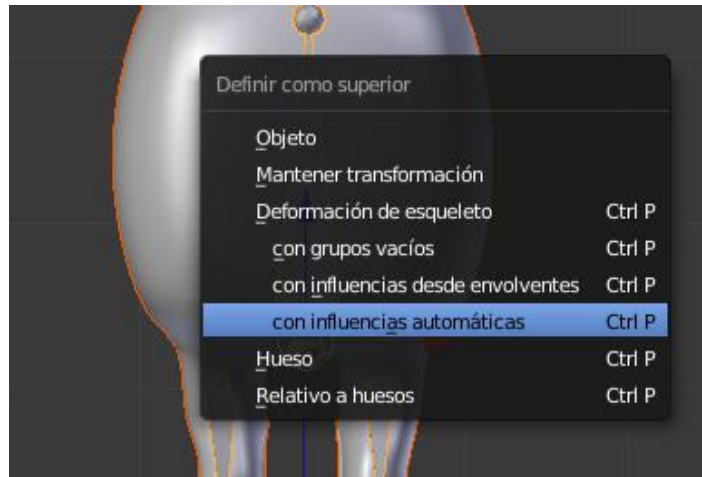 Definir como superior
Objeto
Mantener transformación
Deformación de esqueleto Ctrl P
con grupos vacíos Ctrl P
con influencias desde envolventes Ctrl P
con influencias automáticas Ctrl P
Hueso Ctrl P
Relativo a huesos Ctrl P